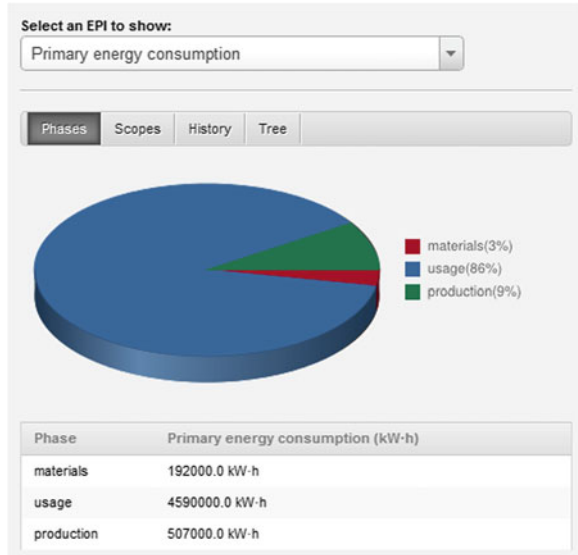 Select an EPI to show:
Primary energy consumption
Phases Scopes History Tree
materials(3%)
usage(86%)
production(9%)
Phase Primary energy consumption (kW·h)
materials 192000.0 kW·h
usage 4590000.0 kW·h
production 507000.0 kW·h